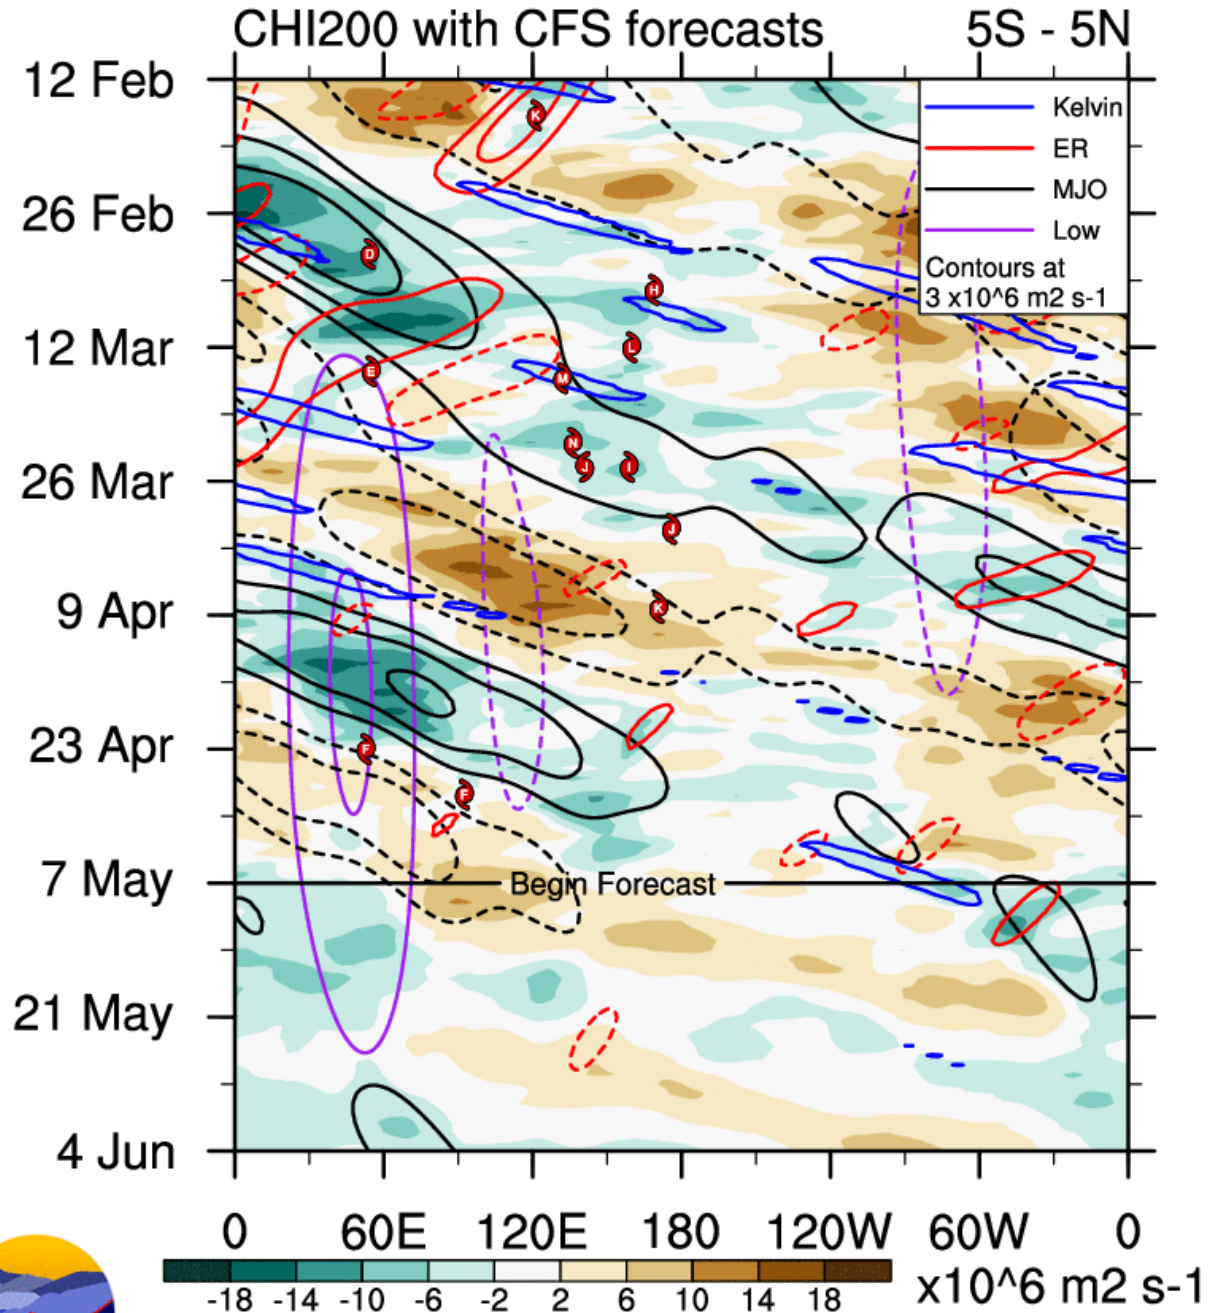 CHI200 with CFS forecasts 5S - 5N
12 Feb
26 Feb
12 Mar
26 Mar
9 Apr
23 Apr
7 May
21 May
4 Jun
Kelvin
ER
MJO
Low
Contours at
3 x10^6 m2 s-1
K
D
H
L
E
M
N
J
I
J
K
F
F
Begin Forecast
0 60E 120E 180 120W 60W 0
-18 -14 -10 -6 -2 2 6 10 14 18
x10^6 m2 s-1